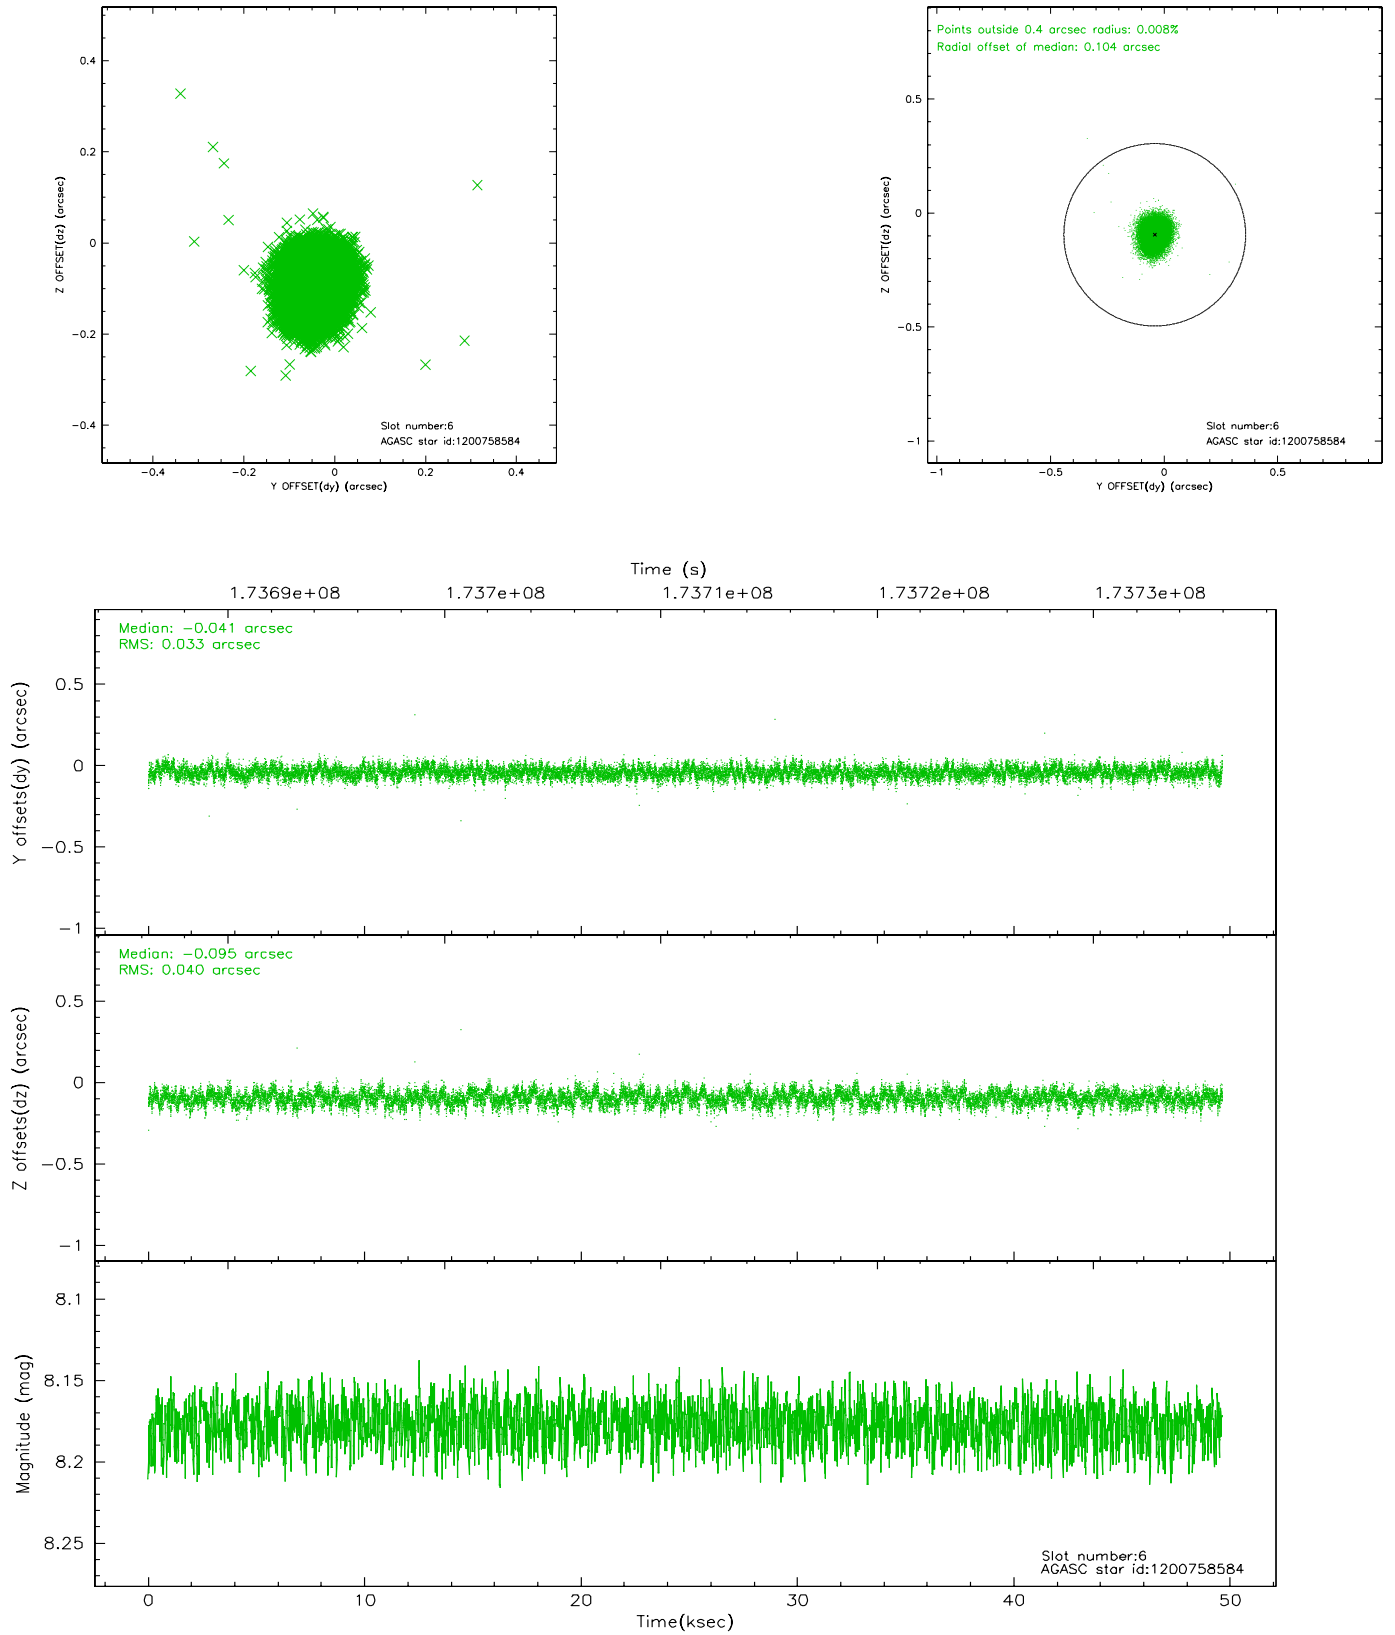 0.4
0.2
0
−0.2
−0.4
Z OFFSET(dz) (arcsec)
Slot number:6
AGASC star id:1200758584
−0.4
−0.2
0
0.2
0.4
Y OFFSET(dy) (arcsec)
Points outside 0.4 arcsec radius: 0.008%
Radial offset of median: 0.104 arcsec
0.5
0
−0.5
−1
Z OFFSET(dz) (arcsec)
Slot number:6
AGASC star id:1200758584
−1
−0.5
0
0.5
Y OFFSET(dy) (arcsec)
Time (s)
1.7369e+08
1.737e+08
1.7371e+08
1.7372e+08
1.7373e+08
Median: −0.041 arcsec
RMS: 0.033 arcsec
0.5
0
−0.5
−1
Y offsets(dy) (arcsec)
Median: −0.095 arcsec
RMS: 0.040 arcsec
0.5
0
−0.5
−1
Z offsets(dz) (arcsec)
8.1
8.15
8.2
8.25
Magnitude (mag)
Slot number:6
AGASC star id:1200758584
0
10
20
30
40
50
Time(ksec)